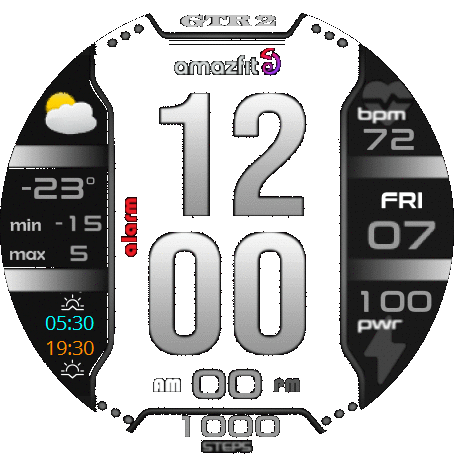 GTR 2
amazfit
bpm
72
12
-23°
alarm
min -15
max 5
FRI
07
00
100
pwr
05:30
19:30
AM 00 PM
1000
STEPS